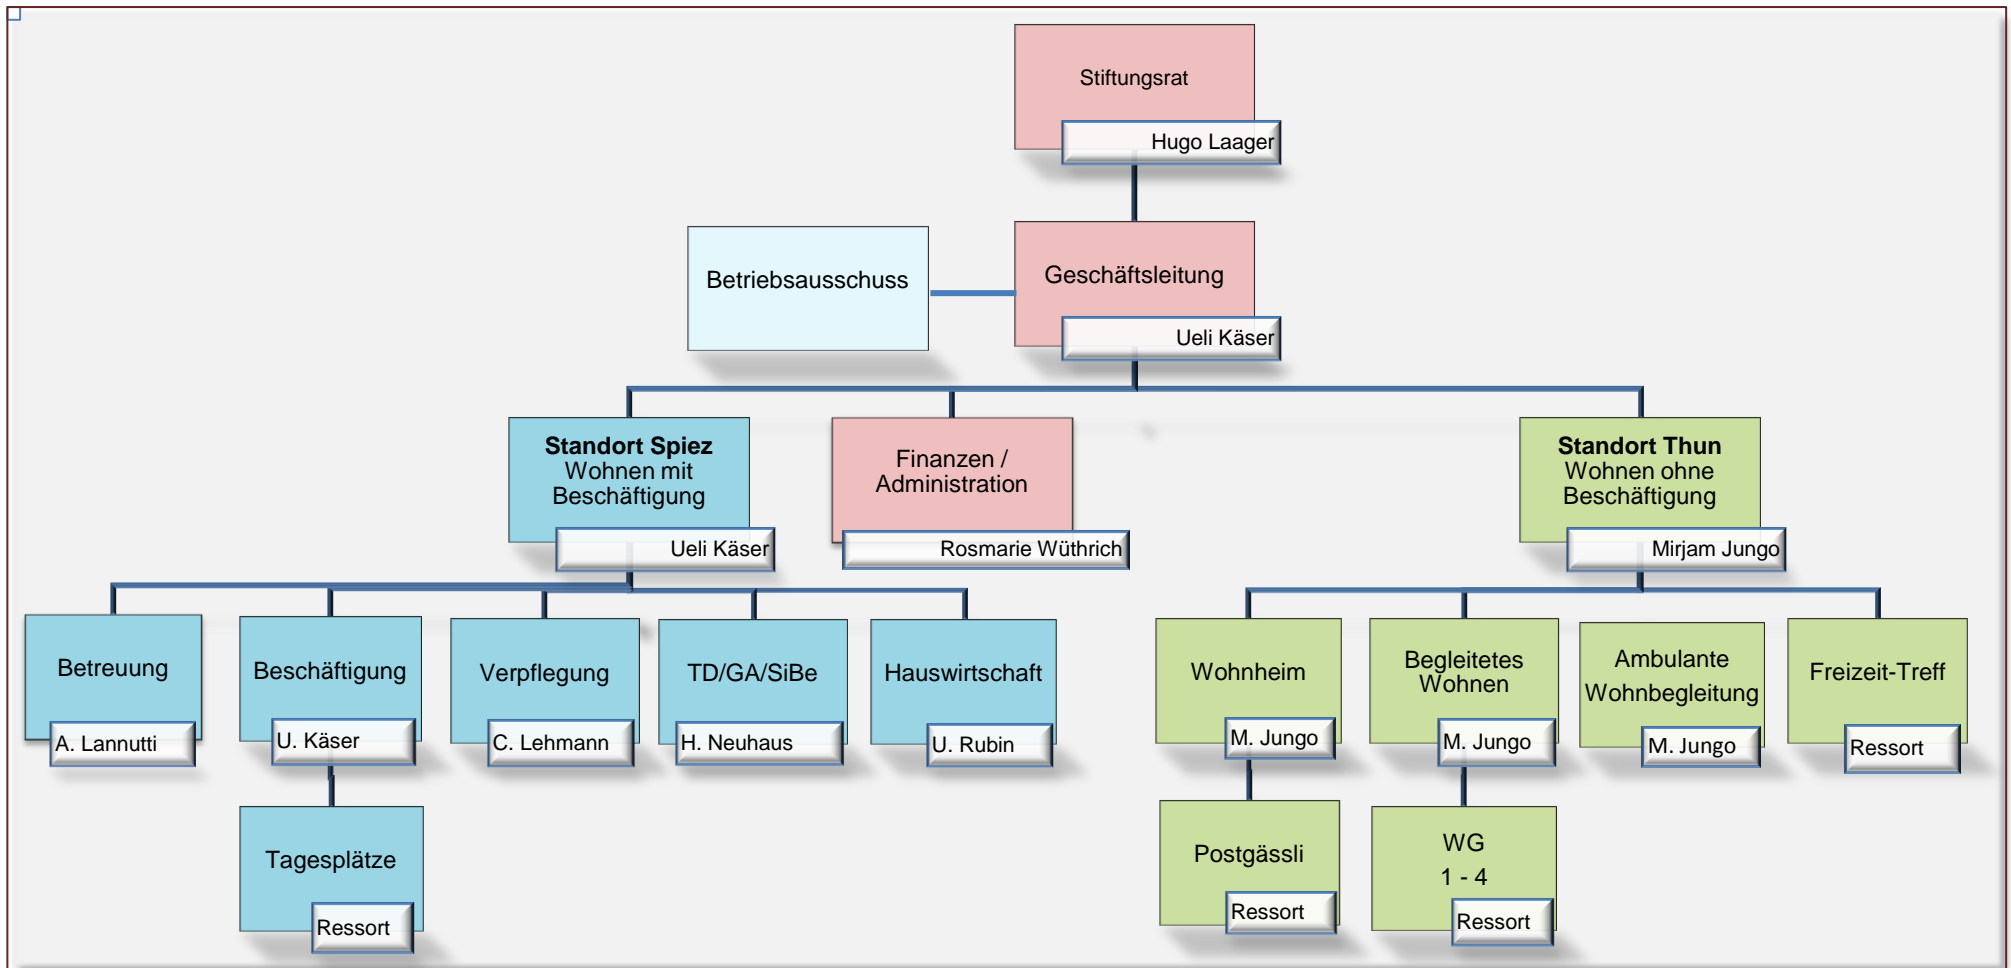 Stiftungsrat
Hugo Laager
Betriebsausschuss
Geschäftsleitung
Ueli Käser
Standort Spiez
Wohnen mit
Beschäftigung
Ueli Käser
Finanzen /
Administration
Rosmarie Wüthrich
Standort Thun
Wohnen ohne
Beschäftigung
Mirjam Jungo
Betreuung
A. Lannutti
Beschäftigung
U. Käser
Verpflegung
C. Lehmann
TD/GA/SiBe
H. Neuhaus
Hauswirtschaft
U. Rubin
Wohnheim
M. Jungo
Begleitetes
Wohnen
M. Jungo
Ambulante
Wohnbegleitung
M. Jungo
Freizeit-Treff
Ressort
Tagesplätze
Ressort
Postgässli
Ressort
WG
1 - 4
Ressort